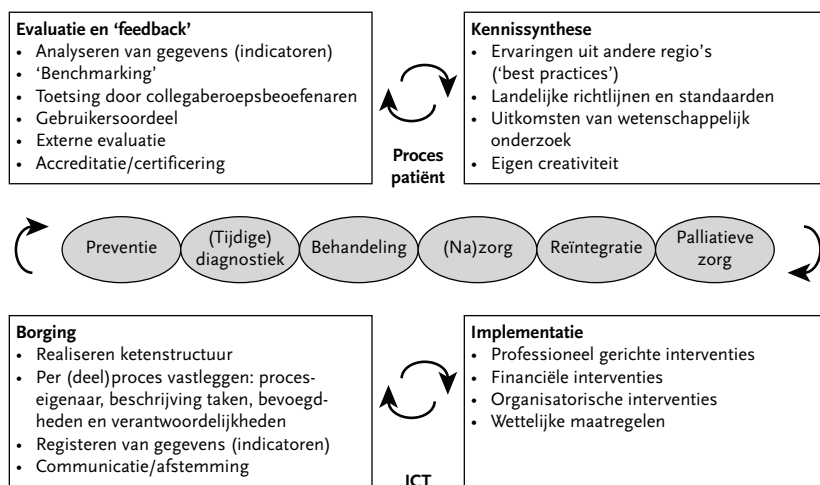 Evaluatie en ‘feedback’
• Analyseren van gegevens (indicatoren)
• ‘Benchmarking’
• Toetsing door collegaberoepsbeoefenaren
• Gebruikersoordeel
• Externe evaluatie
• Accreditatie/certificering
Proces
patiënt
Kennissynthese
• Ervaringen uit andere regio’s
(‘best practices’)
• Landelijke richtlijnen en standaarden
• Uitkomsten van wetenschappelijk
onderzoek
• Eigen creativiteit
Preventie
(Tijdige)
diagnostiek
Behandeling
(Na)zorg
Reïntegratie
Palliatieve
zorg
Borging
• Realiseren ketenstructuur
• Per (deel)proces vastleggen: proces-
eigenaar, beschrijving taken, bevoegd-
heden en verantwoordelijkheden
• Registeren van gegevens (indicatoren)
• Communicatie/afstemming
ICT
Implementatie
• Professioneel gerichte interventies
• Financiële interventies
• Organisatorische interventies
• Wettelijke maatregelen